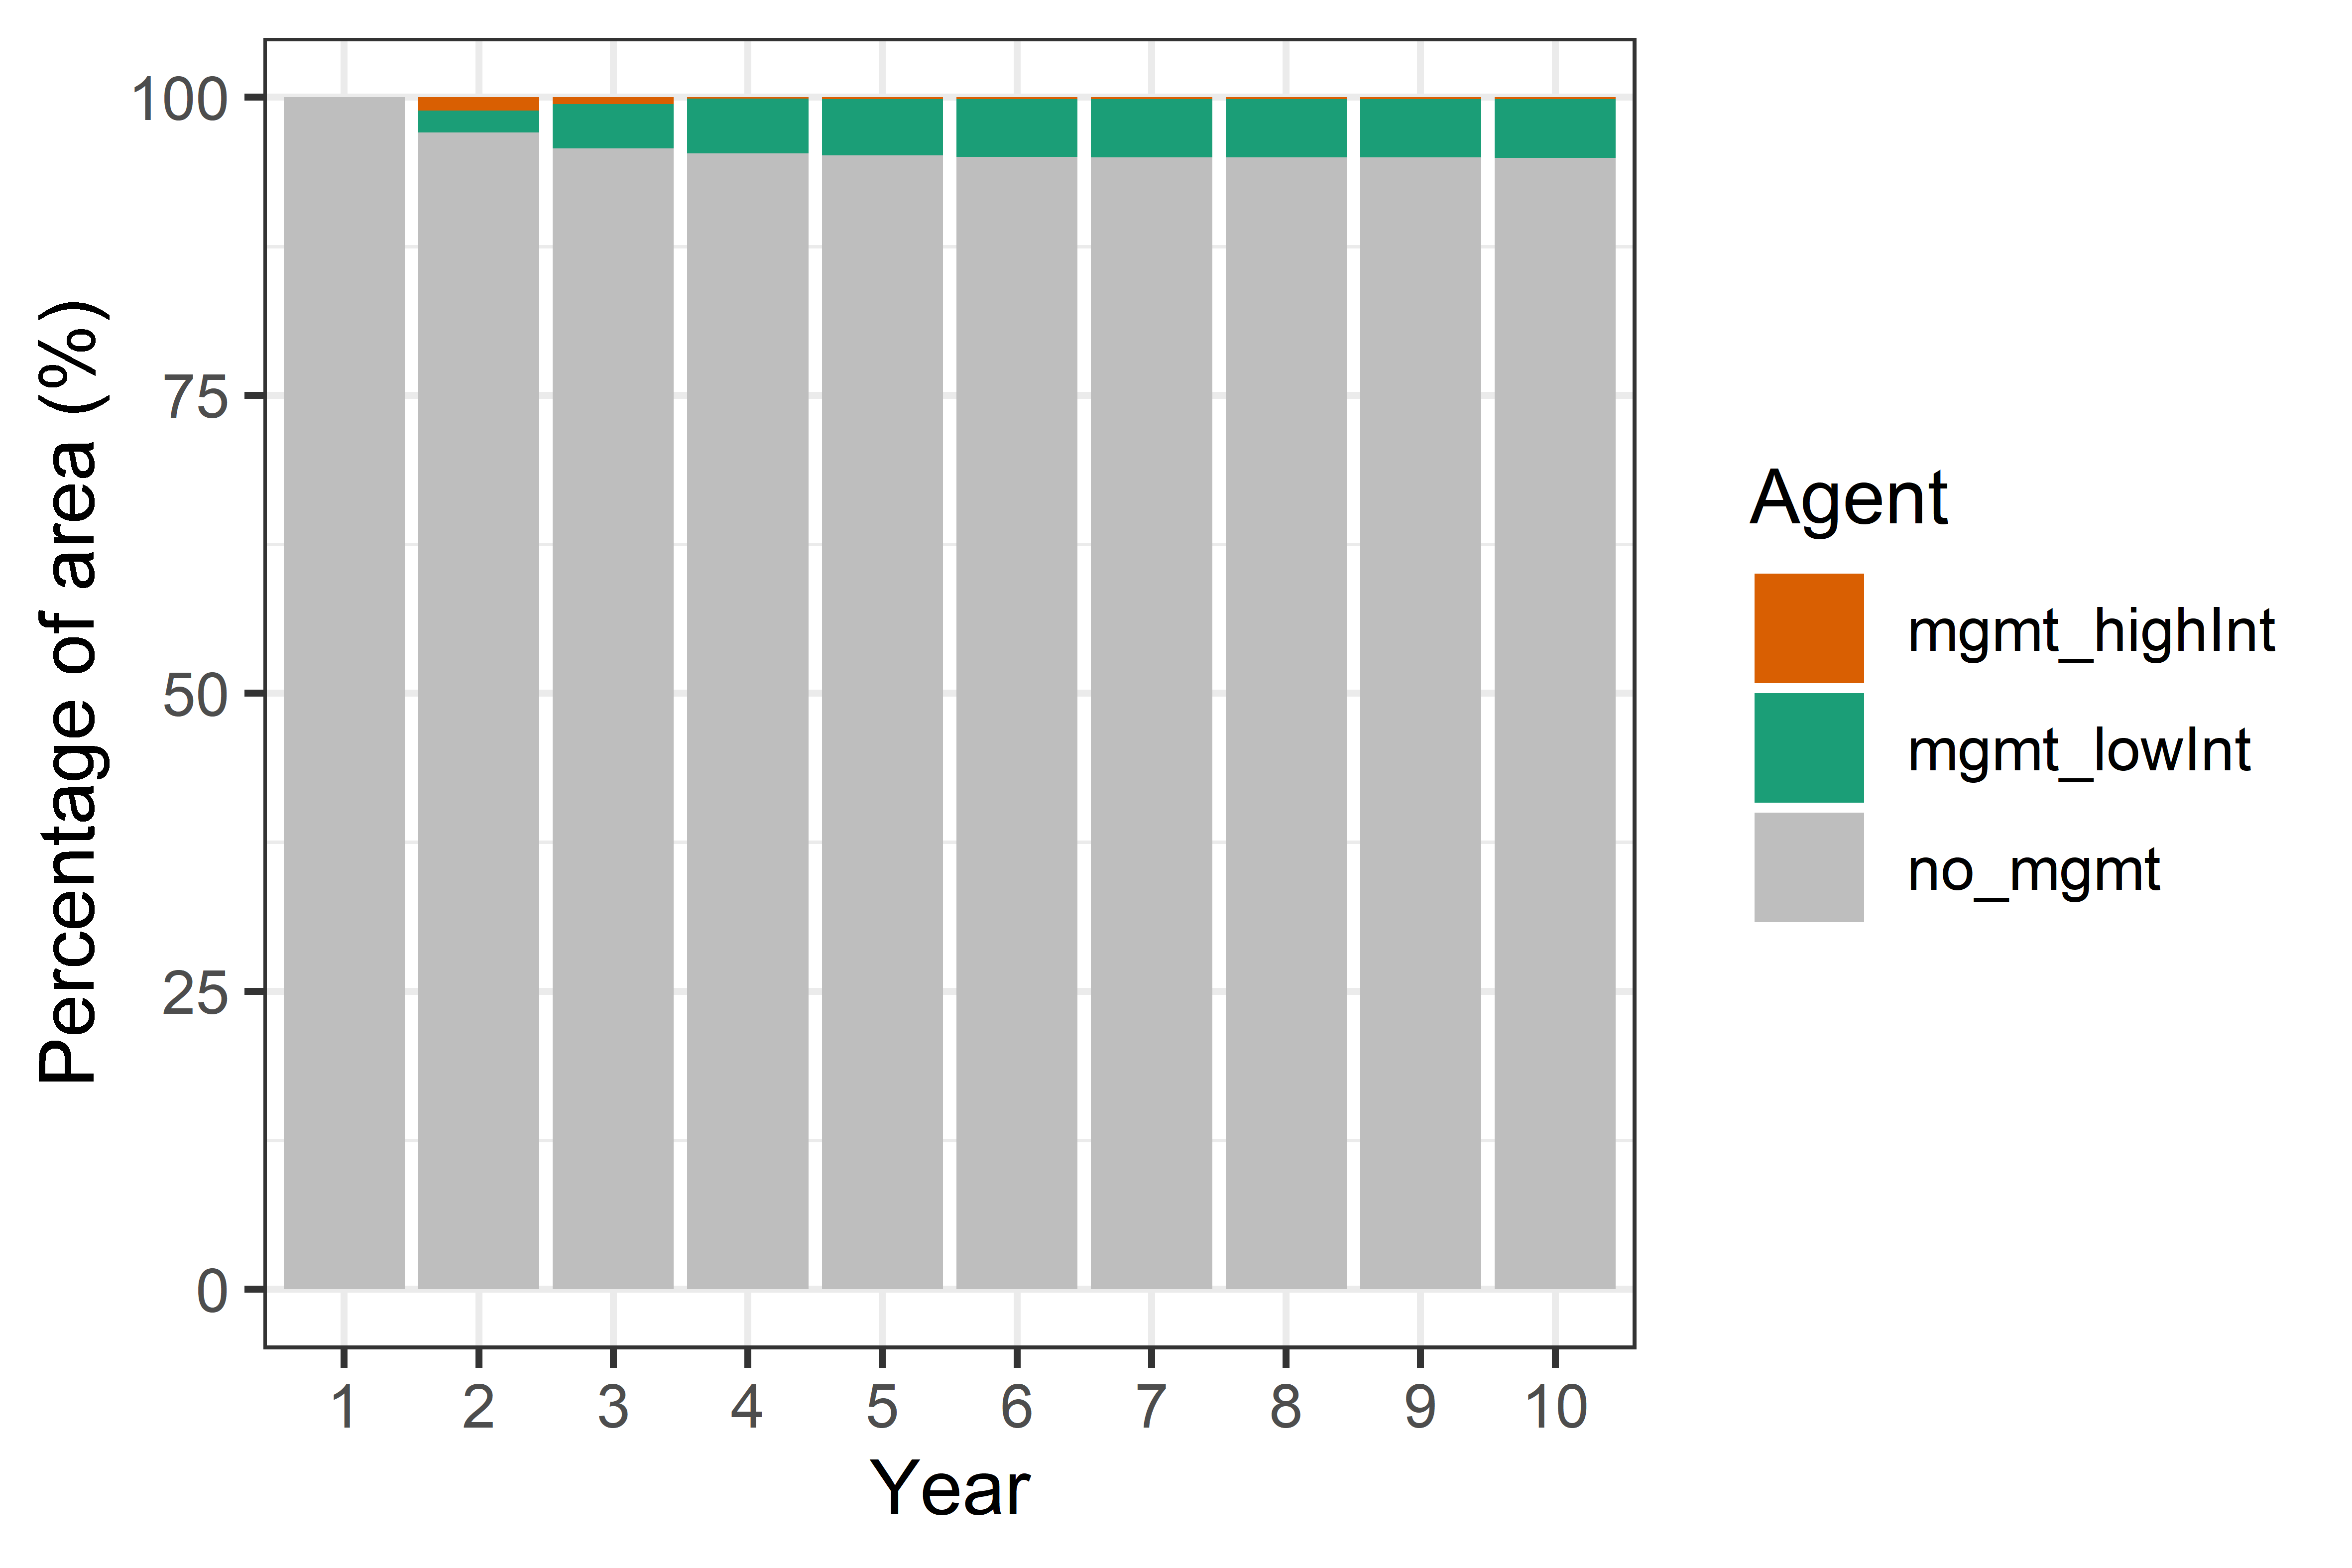 Percentage of area (%)
100
75
50
25
0
1 2 3 4 5 6 7 8 9 10
Year
Agent
mgmt_highInt
mgmt_lowInt
no_mgmt